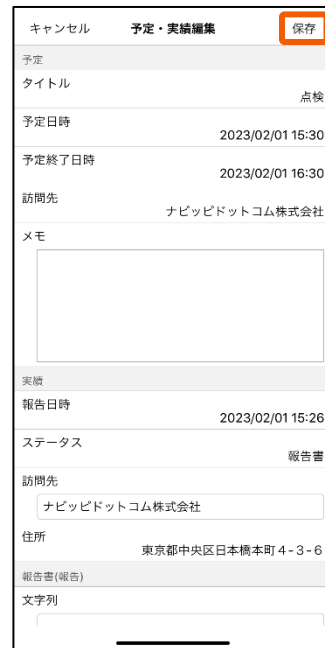 キャンセル 予定・実績編集 保存
予定
タイトル
点検
予定日時
2023/02/01 15:30
予定終了日時
2023/02/01 16:30
訪問先
ナビッピドットコム株式会社
メモ
実績
報告日時
2023/02/01 15:26
ステータス
報告書
訪問先
ナビッピドットコム株式会社
住所
東京都中央区日本橋本町4-3-6
報告書(報告)
文字列